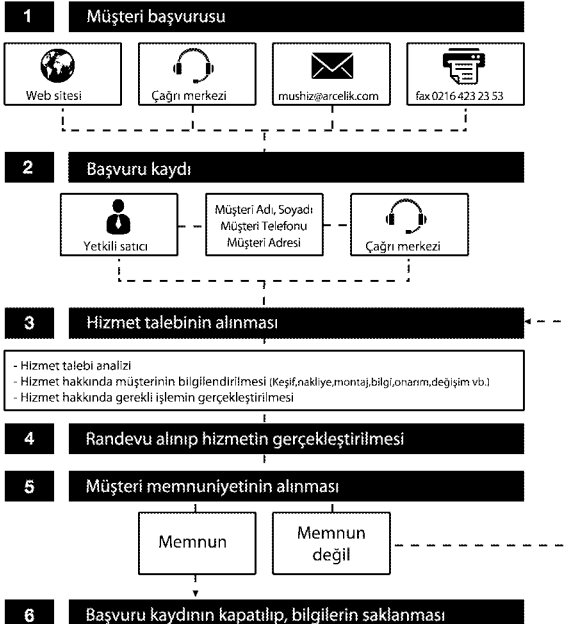 1 Müşteri başvurusu
Web sitesi
Çağrı merkezi
mushiz@arcelik.com
fax 0216 423 23 53
2 Başvuru kaydı
Yetkili satıcı
Müşteri Adı, Soyadı
Müşteri Telefonu
Müşteri Adresi
Çağrı merkezi
3 Hizmet talebinin alınması
- Hizmet talebi analizi
- Hizmet hakkında müşterinin bilgilendirilmesi (Keşif,nakliye,montaj,bilgi,onarım,değişim vb.)
- Hizmet hakkında gerekli işlemin gerçekleştirilmesi
4 Randevu alınıp hizmetin gerçekleştirilmesi
5 Müşteri memnuniyetinin alınması
Memnun
Memnun
değil
6 Başvuru kaydının kapatılıp, bilgilerin saklanması